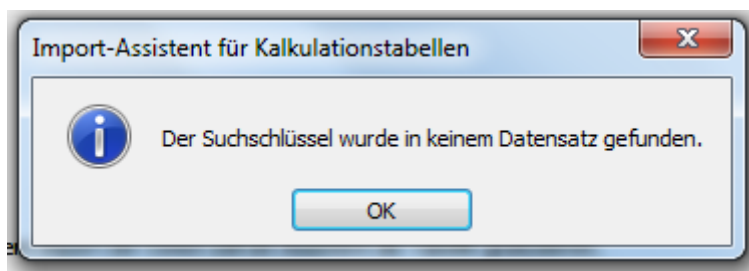 Import-Assistent für Kalkulationstabellen
Der Suchschlüssel wurde in keinem Datensatz gefunden.
OK